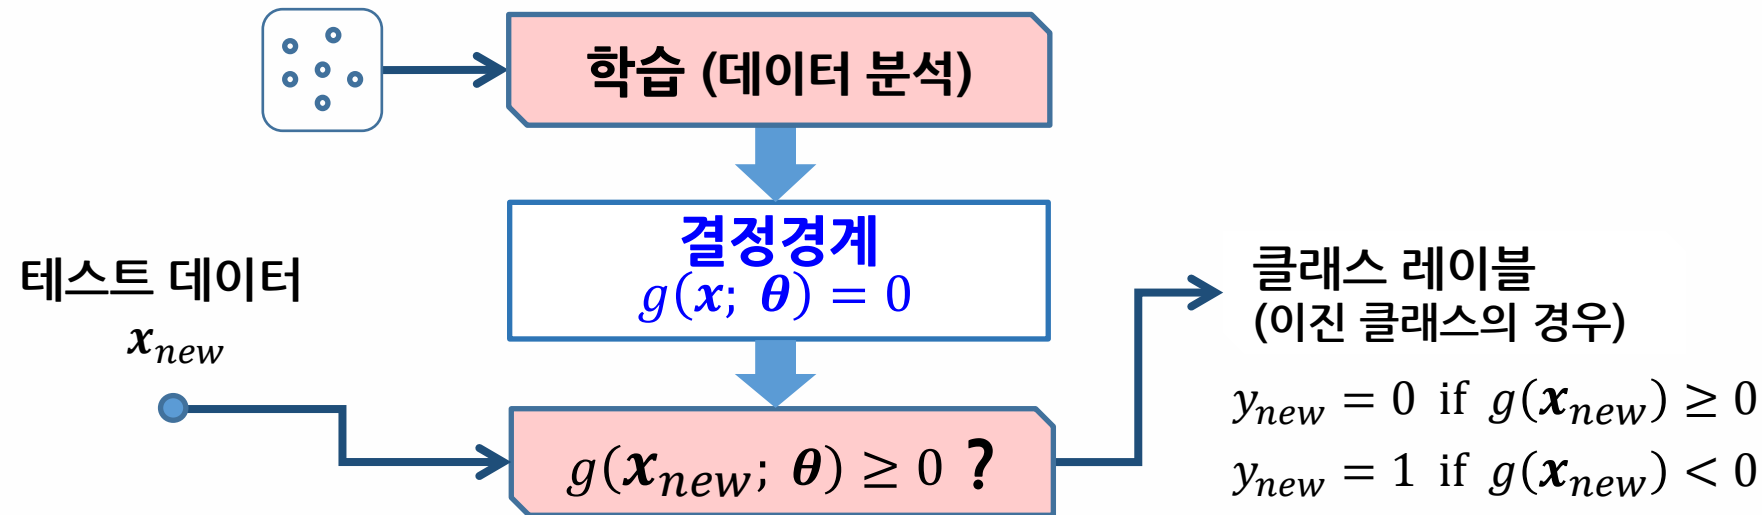 학습 (데이터 분석)
결정경계
g(x; θ) = 0
테스트 데이터
x_new
g(x_new; θ) ≥ 0 ?
클래스 레이블
(이진 클래스의 경우)
y_new = 0 if g(x_new) ≥ 0
y_new = 1 if g(x_new) < 0